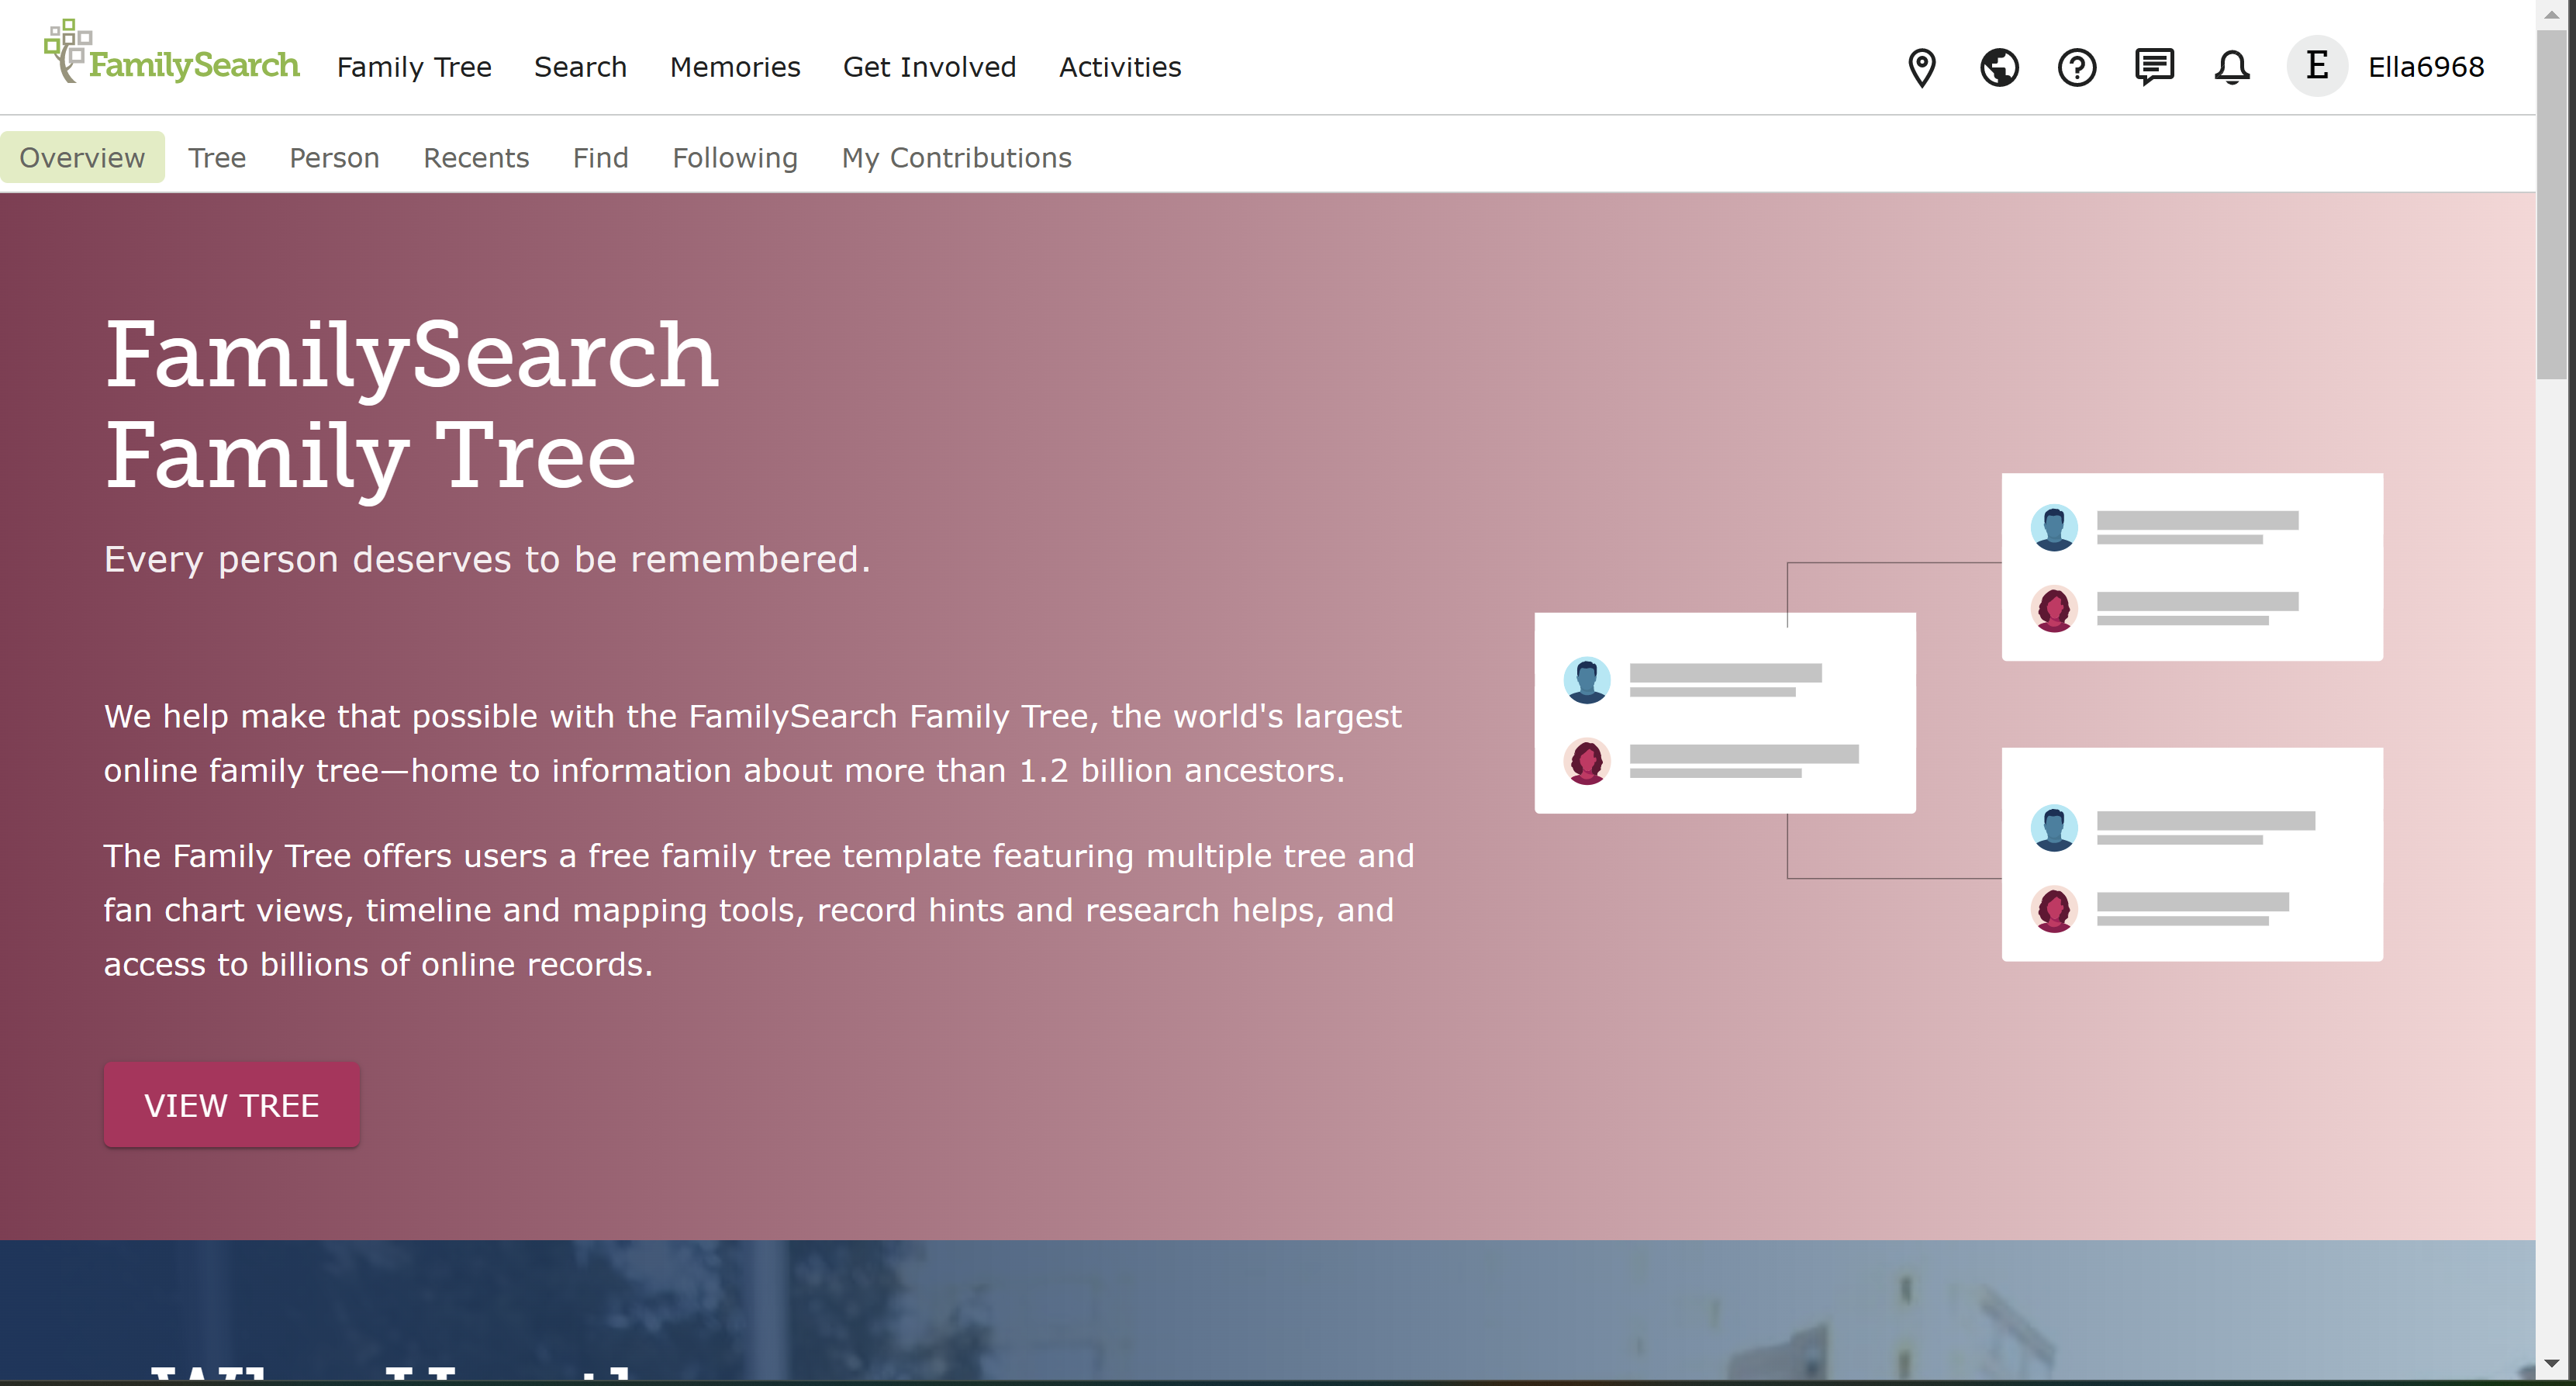 FamilySearch
Family Tree
Search
Memories
Get Involved
Activities
E
Ella6968
Overview
Tree
Person
Recents
Find
Following
My Contributions
FamilySearch
Family Tree
Every person deserves to be remembered.
We help make that possible with the FamilySearch Family Tree, the world's largest
online family tree—home to information about more than 1.2 billion ancestors.
The Family Tree offers users a free family tree template featuring multiple tree and
fan chart views, timeline and mapping tools, record hints and research helps, and
access to billions of online records.
VIEW TREE